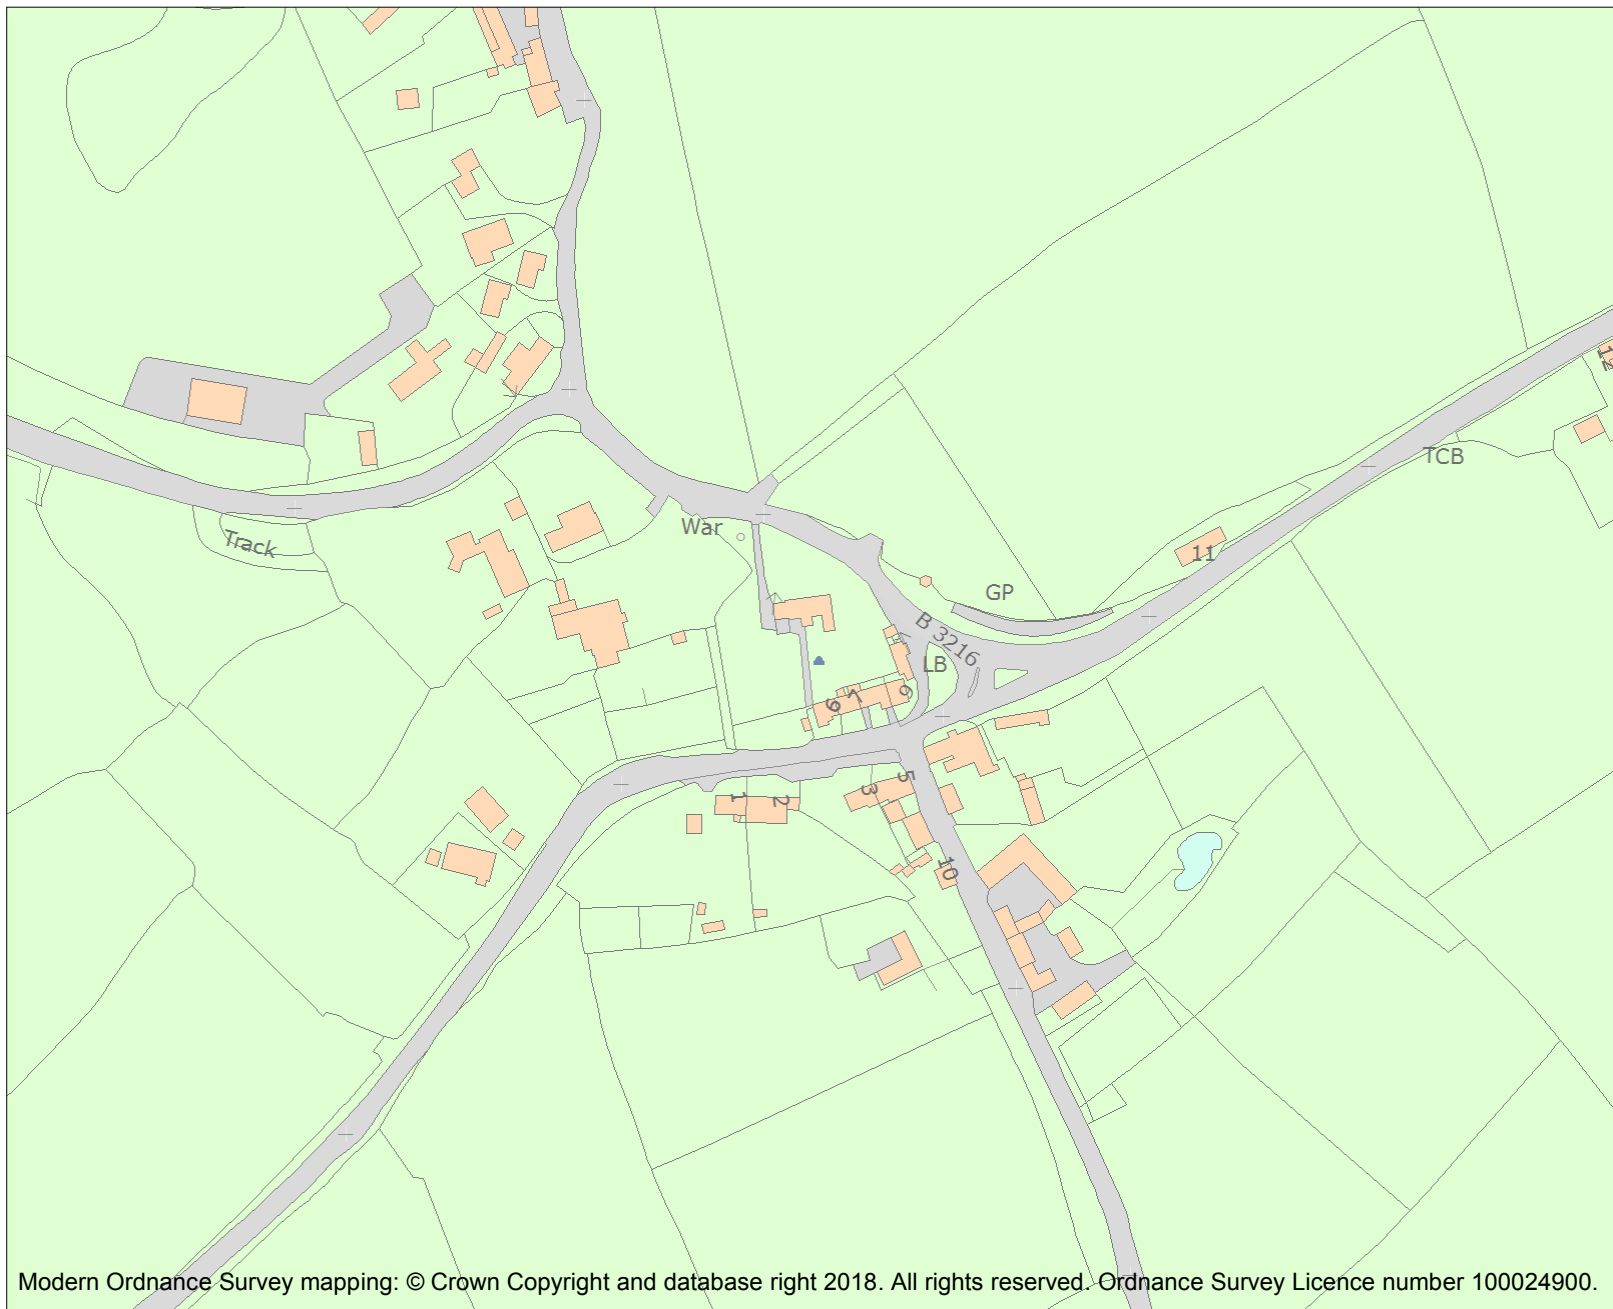 12
TCB
War
Track
11
GP
B 3216
LB
6
7
9
5
3
1
2
10
Modern Ordnance Survey mapping: © Crown Copyright and database right 2018. All rights reserved. Ordnance Survey Licence number 100024900.